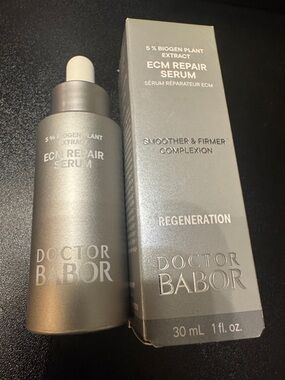 5 % BIOGEN PLANT
EXTRACT
ECM REPAIR
SERUM
DOCTOR
BABOR
5 % BIOGEN PLANT
EXTRACT
ECM REPAIR
SERUM
SÉRUM RÉPARATEUR ECM
SMOOTHER & FIRMER
COMPLEXION
REGENERATION
DOCTOR
BABOR
30 mL 1 fl. oz.